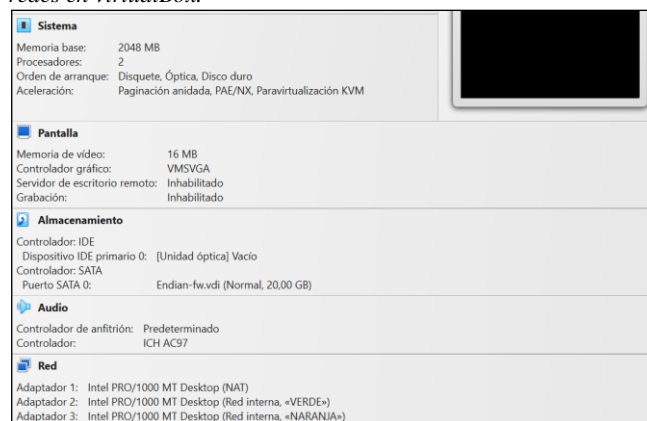 redes en VirtualBox.
Sistema
Memoria base: 2048 MB
Procesadores: 2
Orden de arranque: Disquete, Óptica, Disco duro
Aceleración: Paginación anidada, PAE/NX, Paravirtualización KVM
Pantalla
Memoria de vídeo: 16 MB
Controlador gráfico: VMSVGA
Servidor de escritorio remoto: Inhabilitado
Grabación: Inhabilitado
Almacenamiento
Controlador: IDE
Dispositivo IDE primario 0: [Unidad óptica] Vacío
Controlador: SATA
Puerto SATA 0: Endian-fw.vdi (Normal, 20,00 GB)
Audio
Controlador de anfitrión: Predeterminado
Controlador: ICH AC97
Red
Adaptador 1: Intel PRO/1000 MT Desktop (NAT)
Adaptador 2: Intel PRO/1000 MT Desktop (Red interna, «VERDE»)
Adaptador 3: Intel PRO/1000 MT Desktop (Red interna, «NARANJA»)